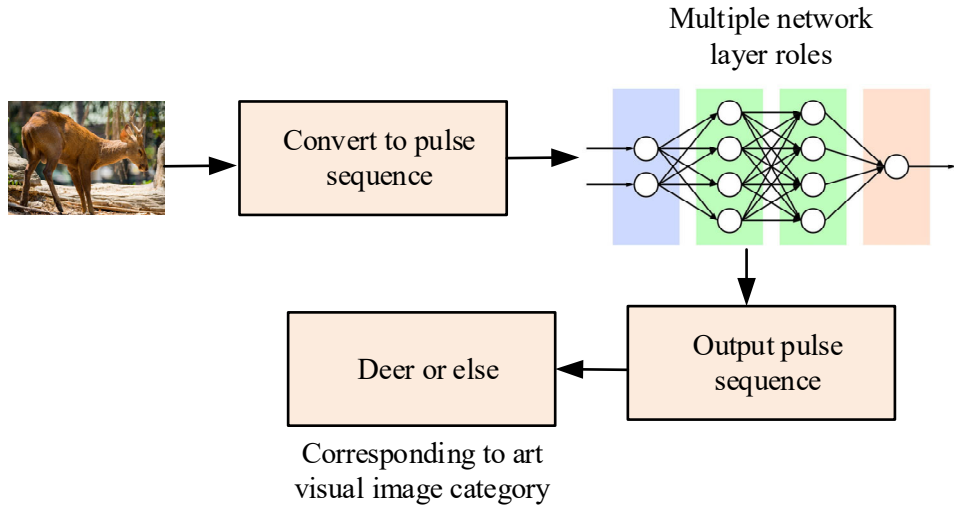 Multiple network
layer roles
Convert to pulse
sequence
Output pulse
sequence
Deer or else
Corresponding to art
visual image category